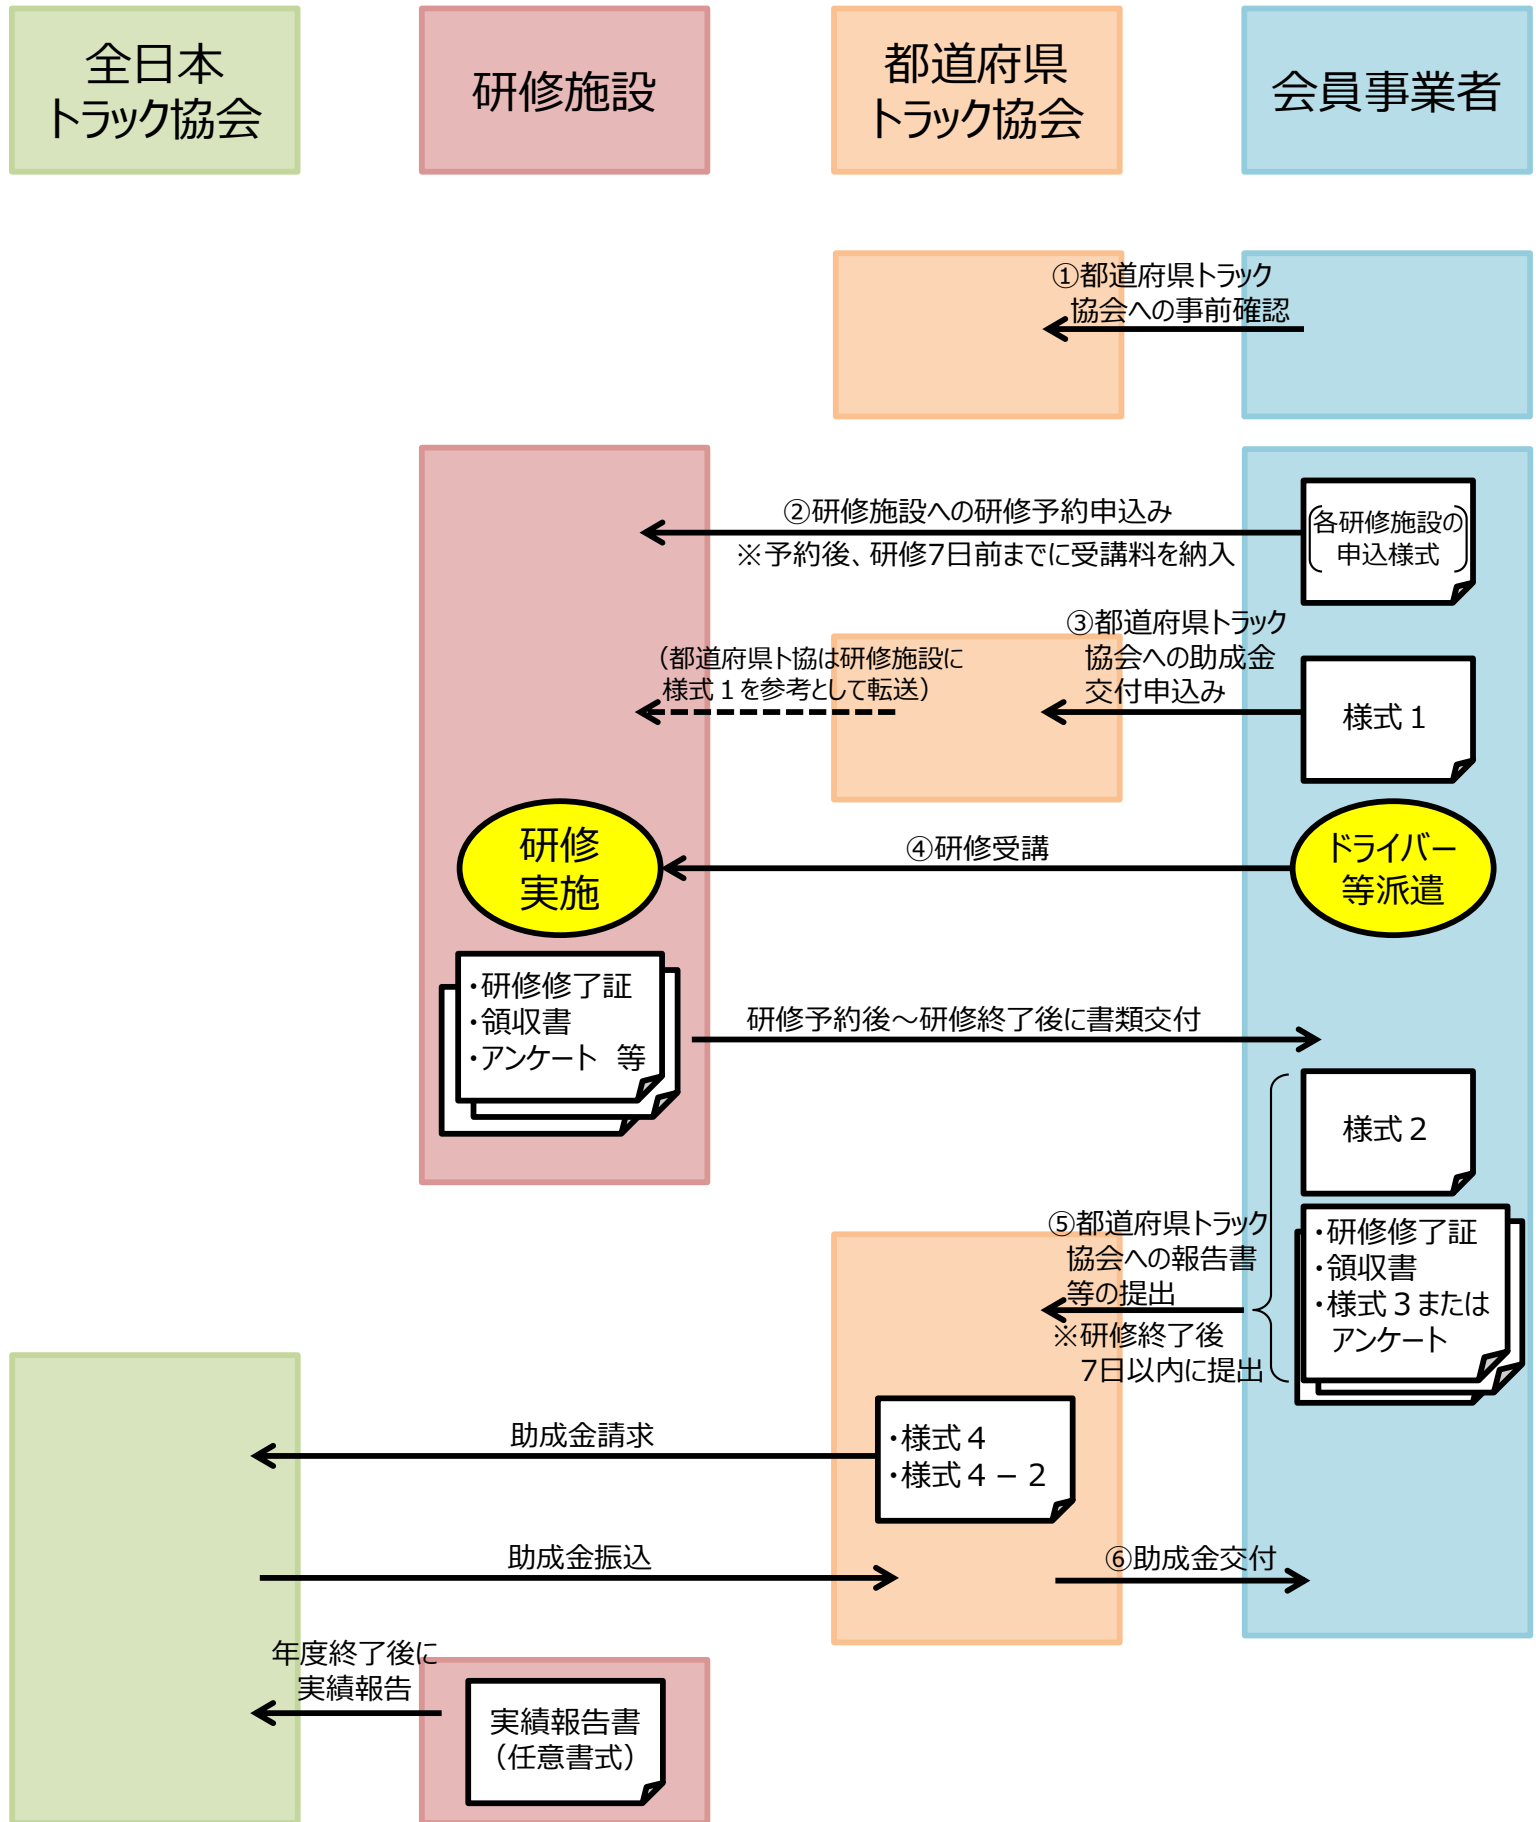 全日本
トラック協会
研修施設
都道府県
トラック協会
会員事業者
①都道府県トラック
協会への事前確認
②研修施設への研修予約申込み
※予約後、研修7日前までに受講料を納入
各研修施設の
申込様式
③都道府県トラック
協会への助成金
交付申込み
（都道府県ト協は研修施設に
様式１を参考として転送）
様式１
研修
実施
④研修受講
ドライバー
等派遣
・研修修了証
・領収書
・アンケート　等
研修予約後～研修終了後に書類交付
様式２
⑤都道府県トラック
協会への報告書
等の提出
※研修終了後
7日以内に提出
・研修修了証
・領収書
・様式３または
アンケート
助成金請求
・様式４
・様式４－２
助成金振込
⑥助成金交付
年度終了後に
実績報告
実績報告書
（任意書式）